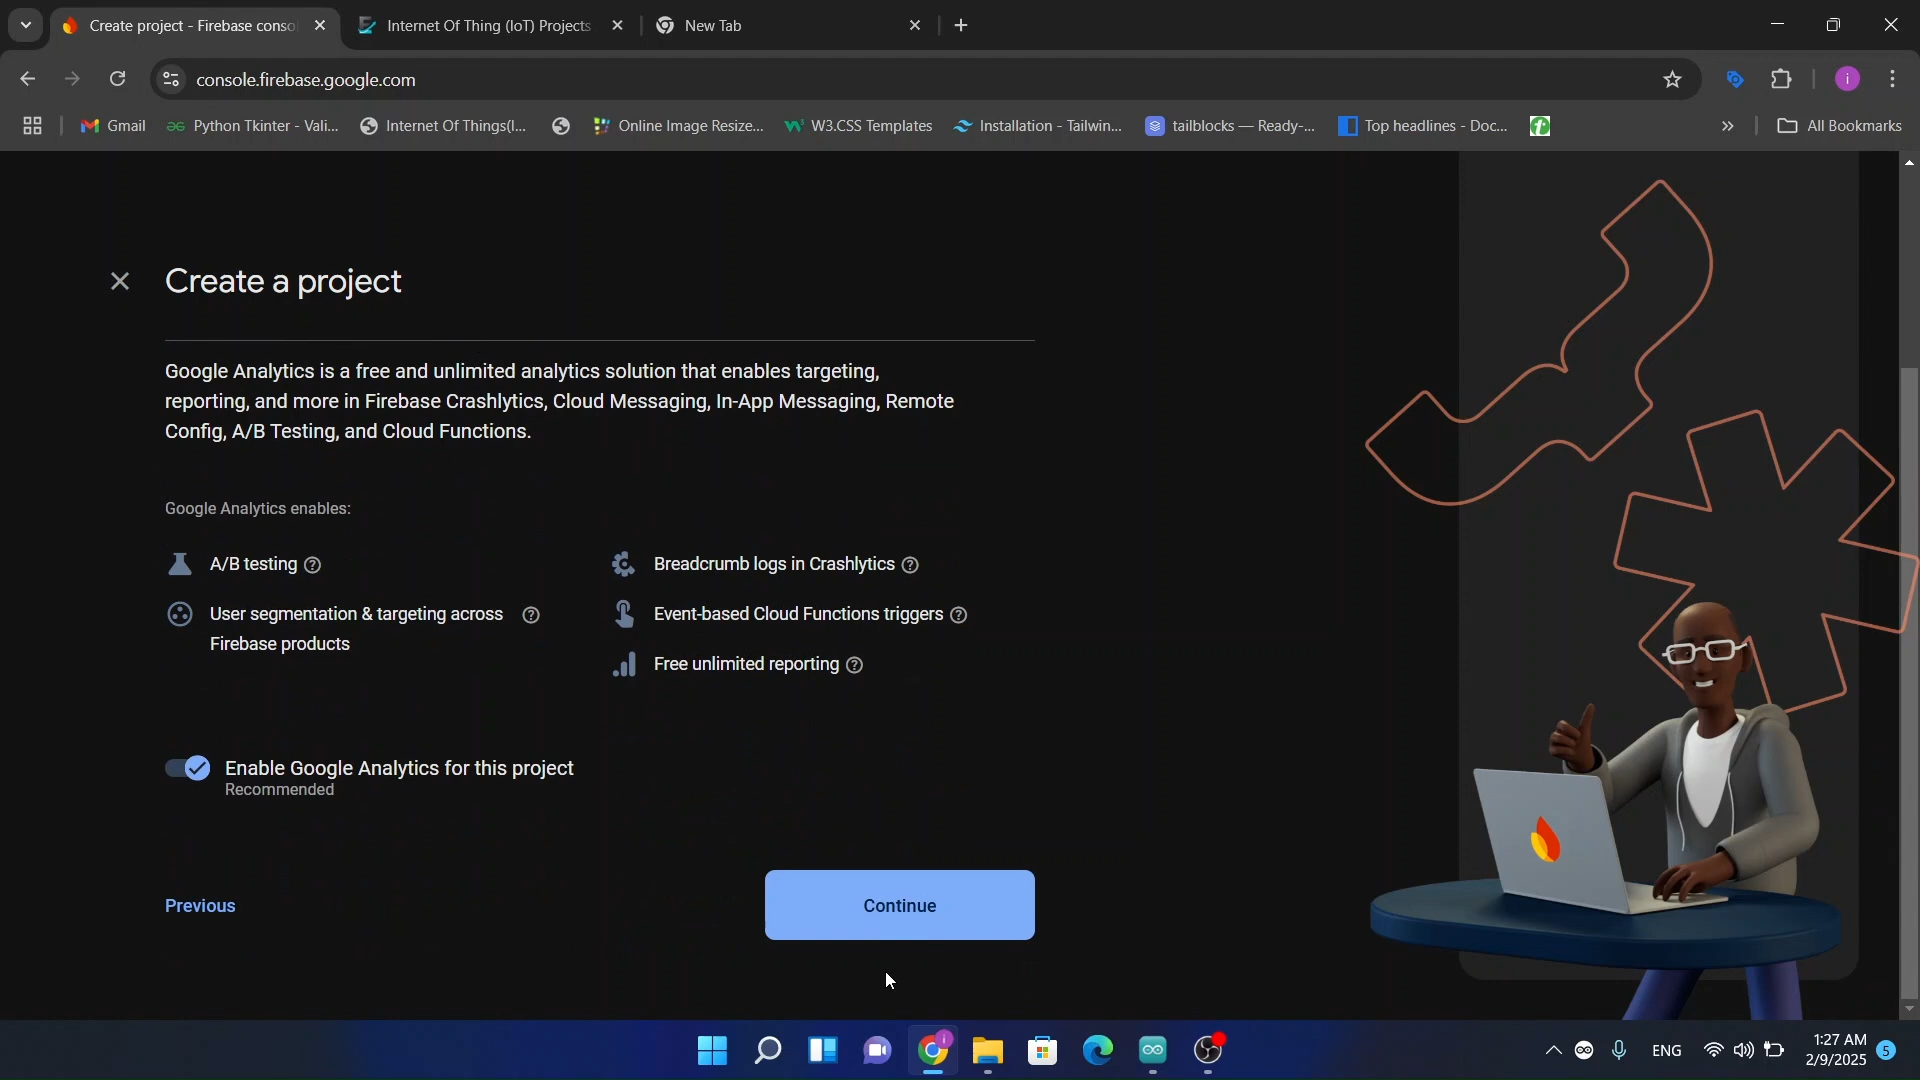 Create project - Firebase conso
Internet Of Thing (IoT) Projects
New Tab
console.firebase.google.com
i
Gmail
Python Tkinter - Vali...
Internet Of Things(I...
Online Image Resize...
W3.CSS Templates
Installation - Tailwin...
tailblocks — Ready-...
Top headlines - Doc...
All Bookmarks
Create a project
Google Analytics is a free and unlimited analytics solution that enables targeting,
reporting, and more in Firebase Crashlytics, Cloud Messaging, In-App Messaging, Remote
Config, A/B Testing, and Cloud Functions.
Google Analytics enables:
A/B testing
Breadcrumb logs in Crashlytics
User segmentation & targeting across
Firebase products
Event-based Cloud Functions triggers
Free unlimited reporting
Enable Google Analytics for this project
Recommended
Previous
Continue
ENG
1:27 AM
2/9/2025
5